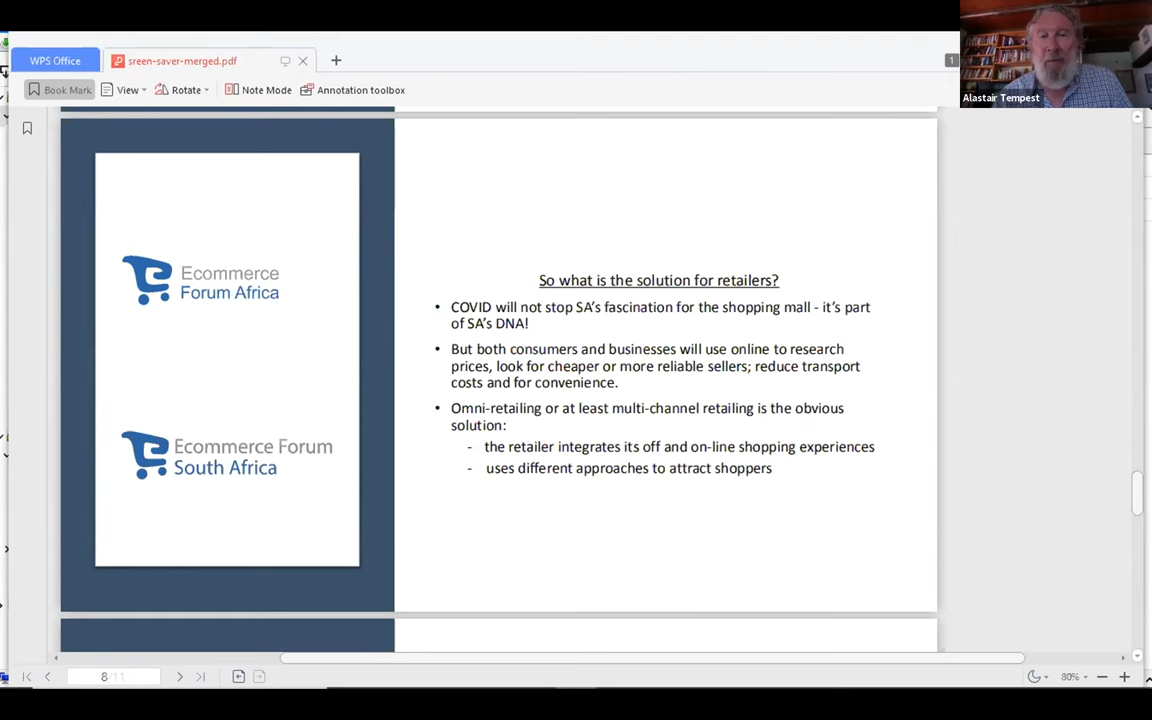 WPS Office
sreen-saver-merged.pdf
1
Book Mark
View
Rotate
Note Mode
Annotation toolbox
Alastair Tempest
Ecommerce
Forum Africa
Ecommerce Forum
South Africa
So what is the solution for retailers?
• COVID will not stop SA's fascination for the shopping mall - it's part
of SA's DNA!
• But both consumers and businesses will use online to research
prices, look for cheaper or more reliable sellers; reduce transport
costs and for convenience.
• Omni-retailing or at least multi-channel retailing is the obvious
solution:
- the retailer integrates its off and on-line shopping experiences
- uses different approaches to attract shoppers
8/11
80%